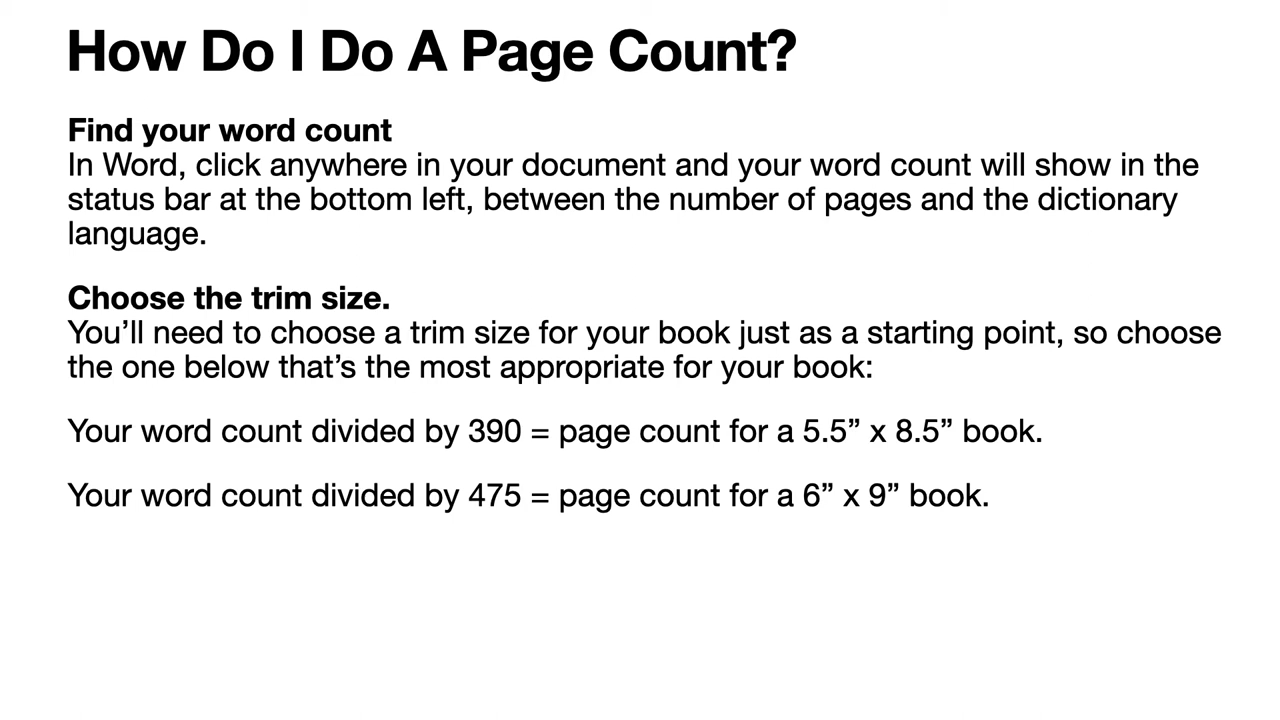 How Do I Do A Page Count?
Find your word count
In Word, click anywhere in your document and your word count will show in the
status bar at the bottom left, between the number of pages and the dictionary
language.
Choose the trim size.
You’ll need to choose a trim size for your book just as a starting point, so choose
the one below that’s the most appropriate for your book:
Your word count divided by 390 = page count for a 5.5” x 8.5” book.
Your word count divided by 475 = page count for a 6” x 9” book.